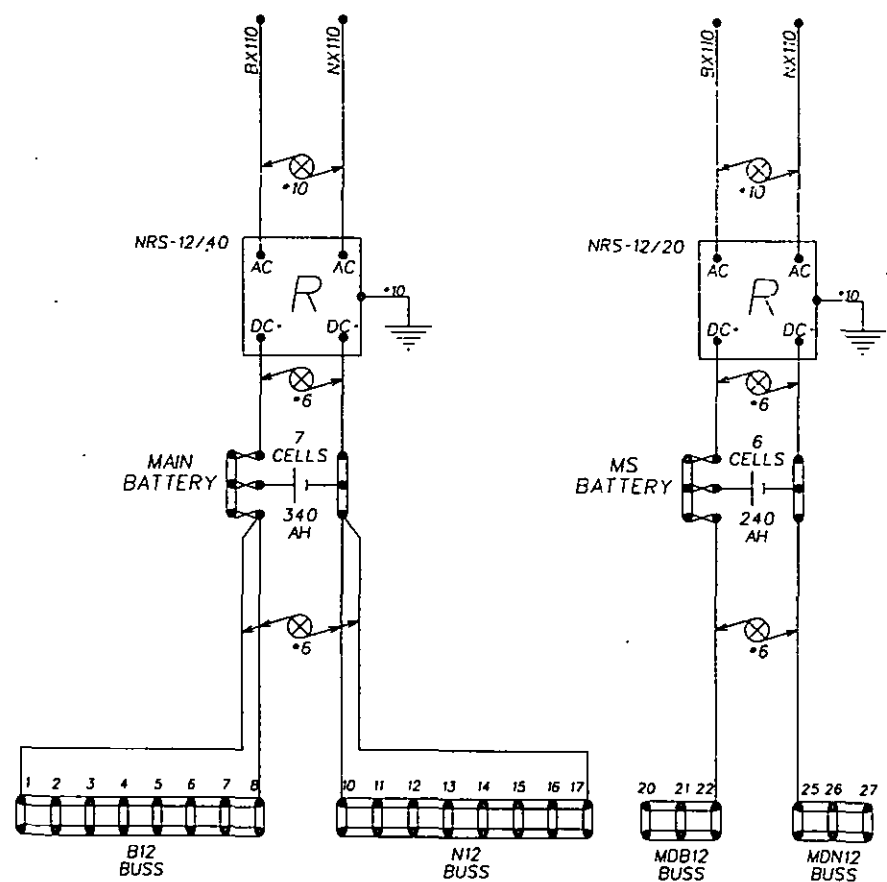 BX110
NX110
*10
NRS-12/40
AC
AC
R
*10
DC+
DC-
*6
7
CELLS
MAIN
BATTERY
340
AH
*6
1 2 3 4 5 6 7 8
10 11 12 13 14 15 16 17
B12
BUSS
N12
BUSS
BX110
NX110
*10
NRS-12/20
AC
AC
R
*10
DC+
DC-
*6
6
CELLS
MS
BATTERY
240
AH
*6
20 21 22
25 26 27
MDB12
BUSS
MDN12
BUSS